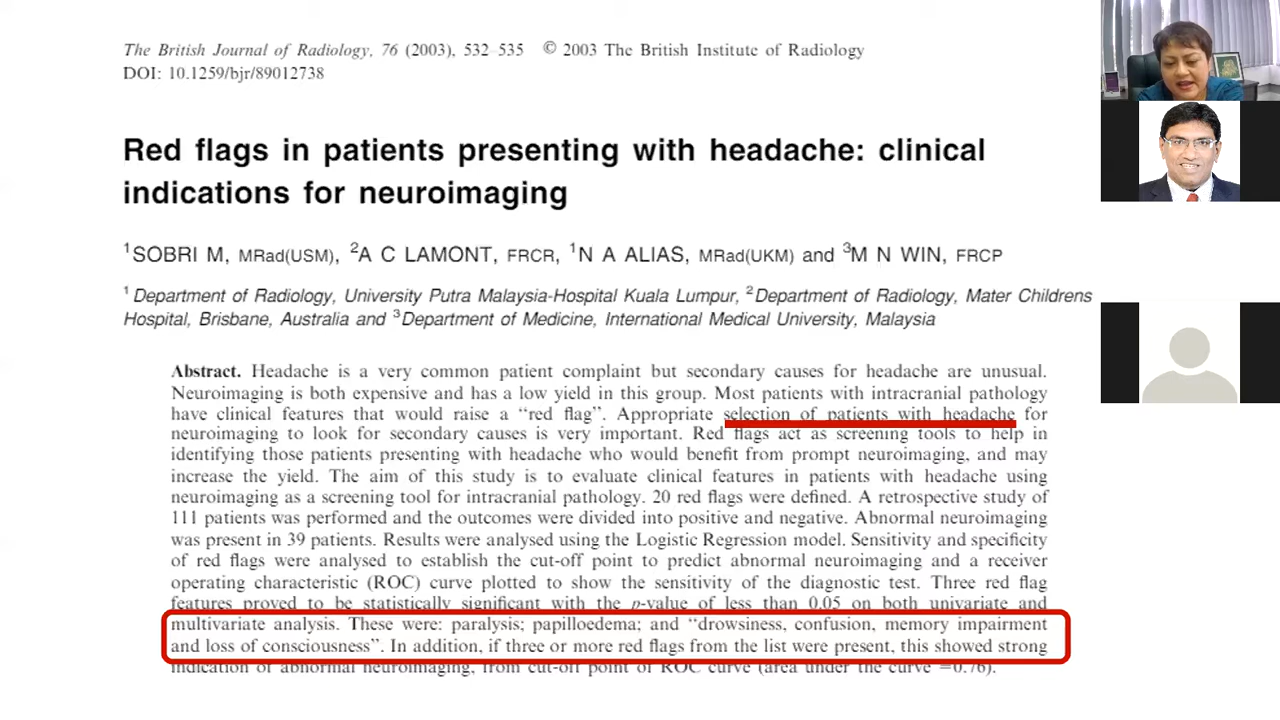 The British Journal of Radiology, 76 (2003), 532–535 © 2003 The British Institute of Radiology
DOI: 10.1259/bjr/89012738
Red flags in patients presenting with headache: clinical
indications for neuroimaging
1SOBRI M, MRad(USM), 2A C LAMONT, FRCR, 1N A ALIAS, MRad(UKM) and 3M N WIN, FRCP
1Department of Radiology, University Putra Malaysia-Hospital Kuala Lumpur, 2Department of Radiology, Mater Childrens
Hospital, Brisbane, Australia and 3Department of Medicine, International Medical University, Malaysia
Abstract. Headache is a very common patient complaint but secondary causes for headache are unusual.
Neuroimaging is both expensive and has a low yield in this group. Most patients with intracranial pathology
have clinical features that would raise a “red flag”. Appropriate selection of patients with headache for
neuroimaging to look for secondary causes is very important. Red flags act as screening tools to help in
identifying those patients presenting with headache who would benefit from prompt neuroimaging, and may
increase the yield. The aim of this study is to evaluate clinical features in patients with headache using
neuroimaging as a screening tool for intracranial pathology. 20 red flags were defined. A retrospective study of
111 patients was performed and the outcomes were divided into positive and negative. Abnormal neuroimaging
was present in 39 patients. Results were analysed using the Logistic Regression model. Sensitivity and specificity
of red flags were analysed to establish the cut-off point to predict abnormal neuroimaging and a receiver
operating characteristic (ROC) curve plotted to show the sensitivity of the diagnostic test. Three red flag
features proved to be statistically significant with the p-value of less than 0.05 on both univariate and
multivariate analysis. These were: paralysis; papilloedema; and “drowsiness, confusion, memory impairment
and loss of consciousness”. In addition, if three or more red flags from the list were present, this showed strong
indication of abnormal neuroimaging, from cut-off point of ROC curve (area under the curve =0.76).